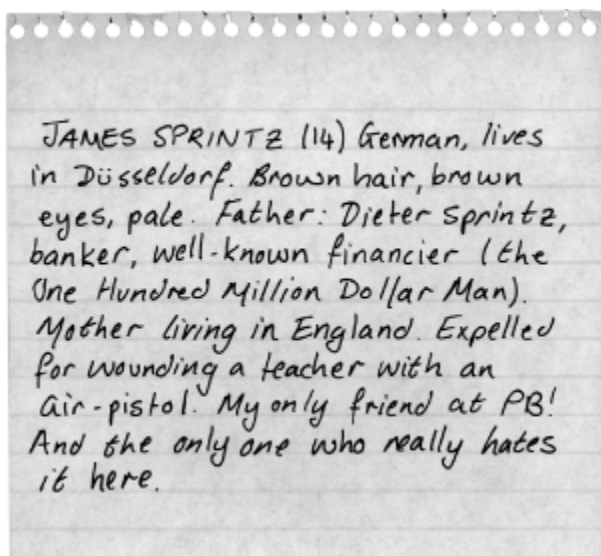 JAMES SPRINTZ (14) German, lives
in Düsseldorf. Brown hair, brown
eyes, pale. Father: Dieter Sprintz,
banker, well-known financier (the
One Hundred Million Dollar Man).
Mother living in England. Expelled
for wounding a teacher with an
air-pistol. My only friend at PB!
And the only one who really hates
it here.